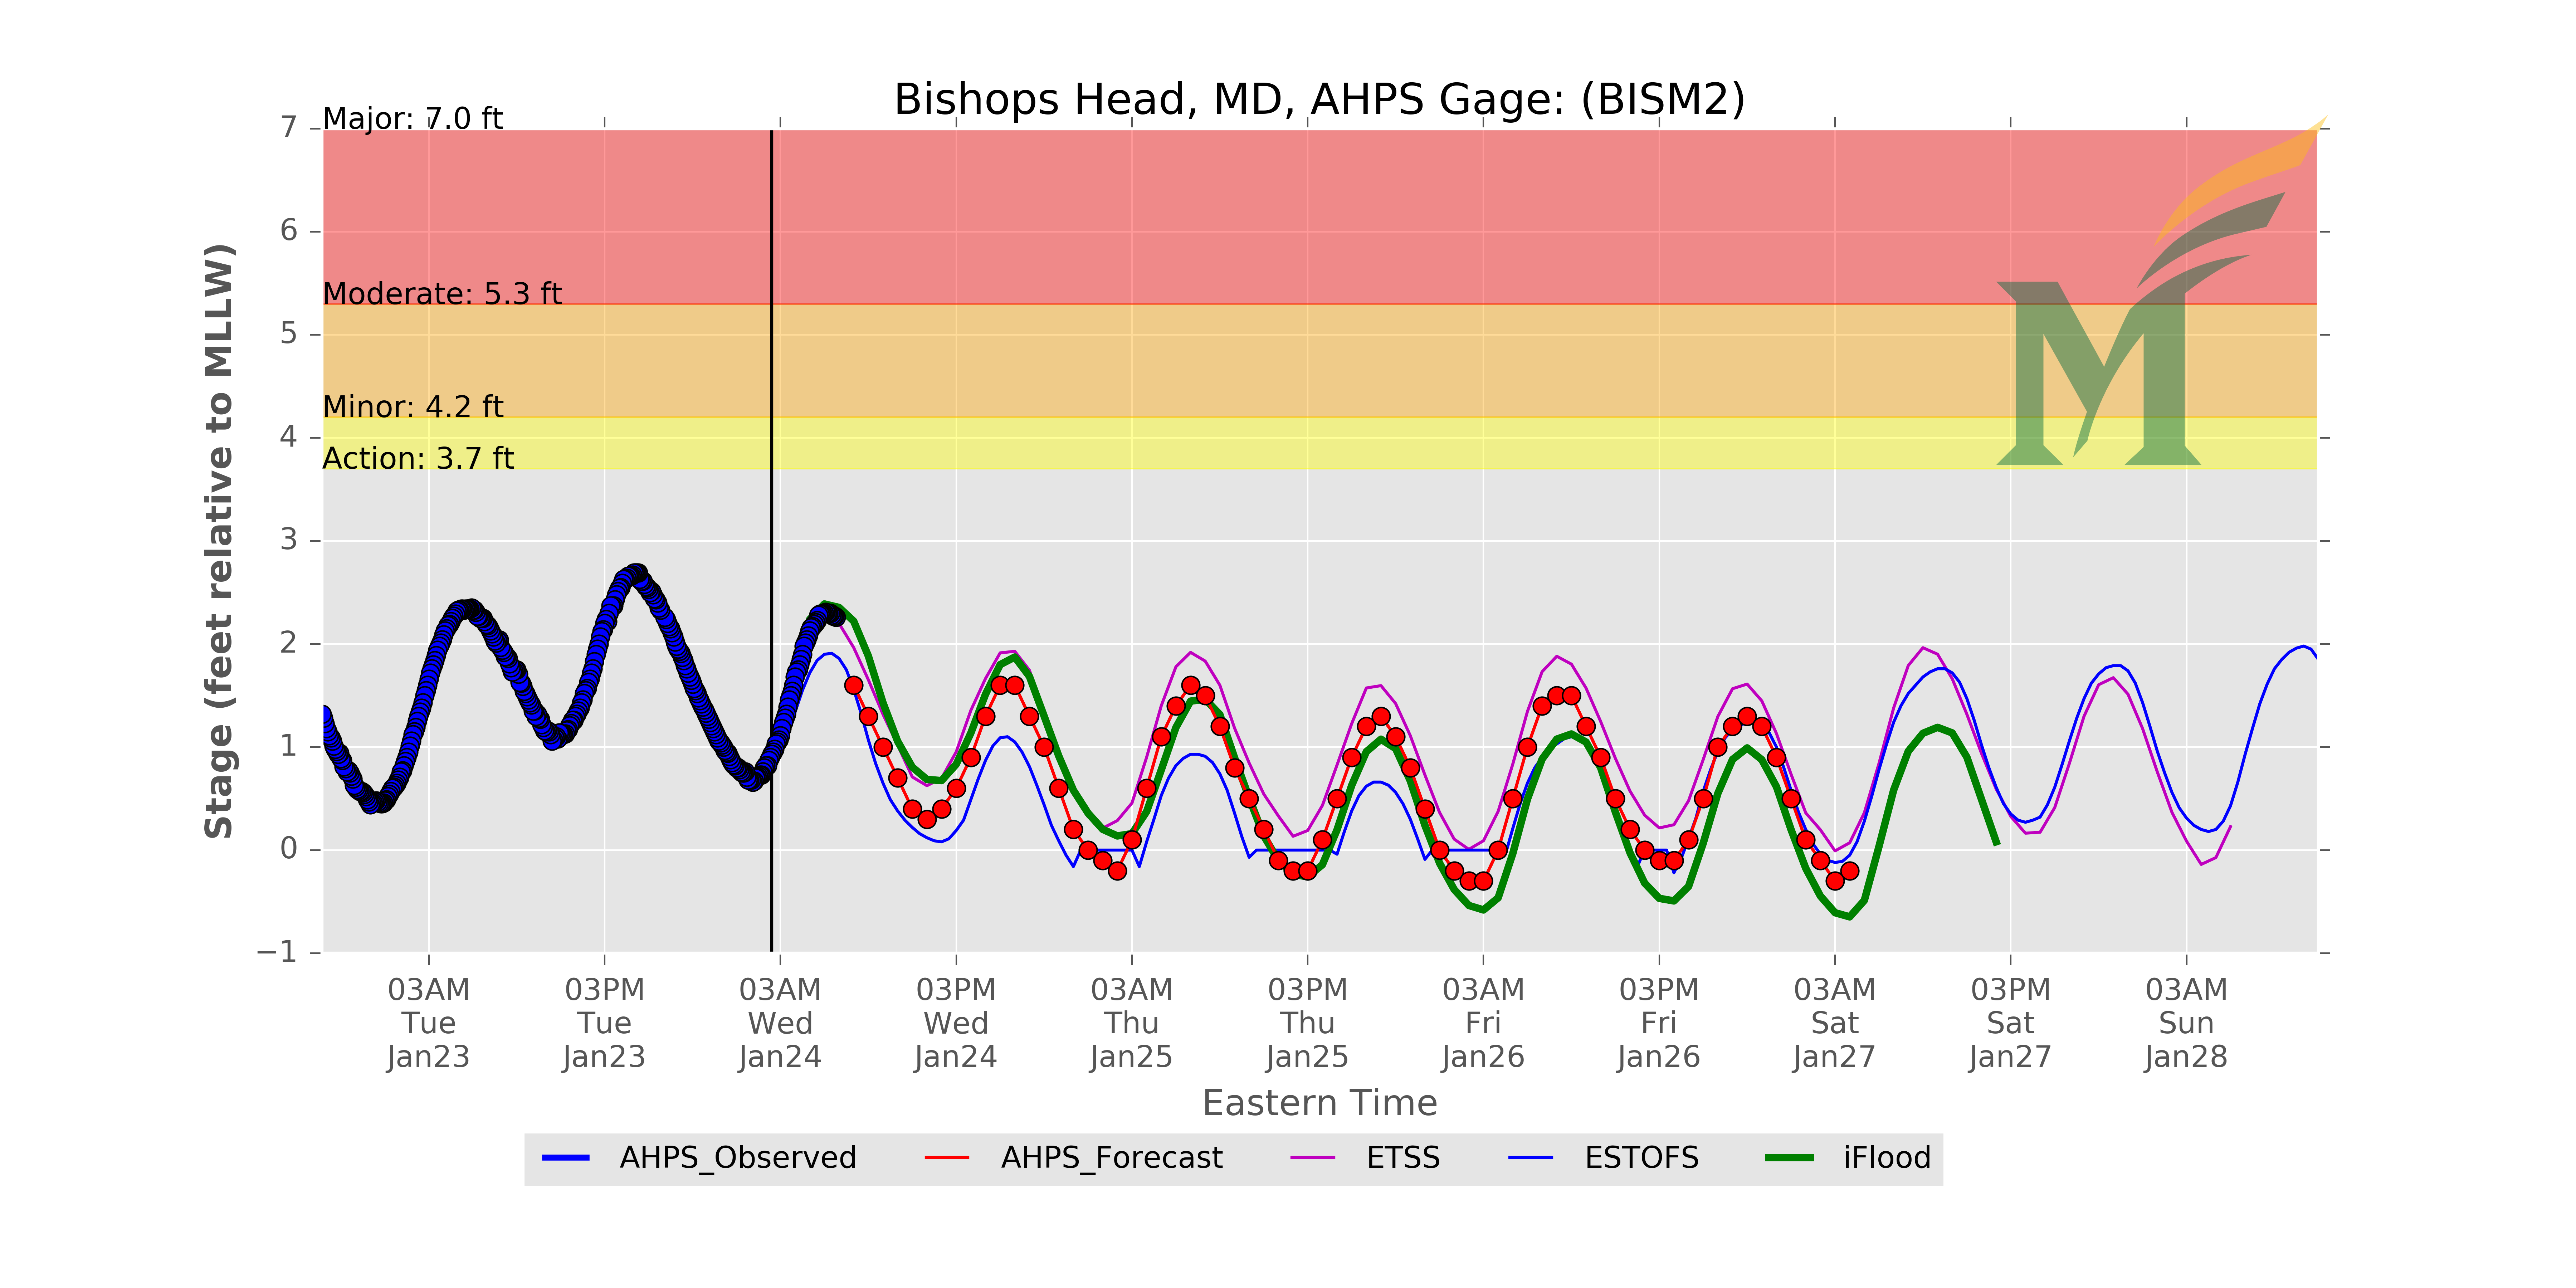 Bishops Head, MD, AHPS Gage: (BISM2)
Major: 7.0 ft
Moderate: 5.3 ft
Minor: 4.2 ft
Action: 3.7 ft
7
6
5
4
3
2
1
0
−1
Stage (feet relative to MLLW)
03AM 03PM 03AM 03PM 03AM 03PM 03AM 03PM 03AM 03PM 03AM
Tue Tue Wed Wed Thu Thu Fri Fri Sat Sat Sun
Jan23 Jan23 Jan24 Jan24 Jan25 Jan25 Jan26 Jan26 Jan27 Jan27 Jan28
Eastern Time
AHPS_Observed AHPS_Forecast ETSS ESTOFS iFlood
M